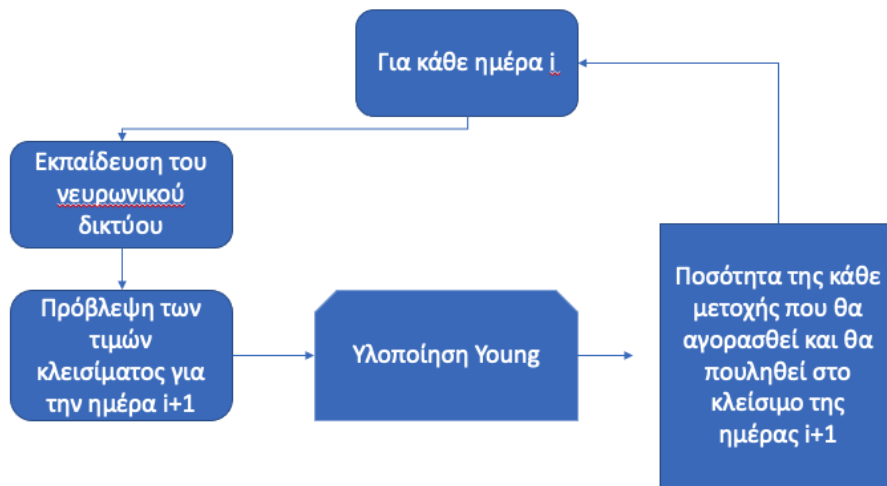 Για κάθε ημέρα i
Εκπαίδευση του
νευρωνικού
δικτύου
Πρόβλεψη των
τιμών
κλεισίματος για
την ημέρα i+1
Υλοποίηση Young
Ποσότητα της κάθε
μετοχής που θα
αγορασθεί και θα
πουληθεί στο
κλείσιμο της
ημέρας i+1